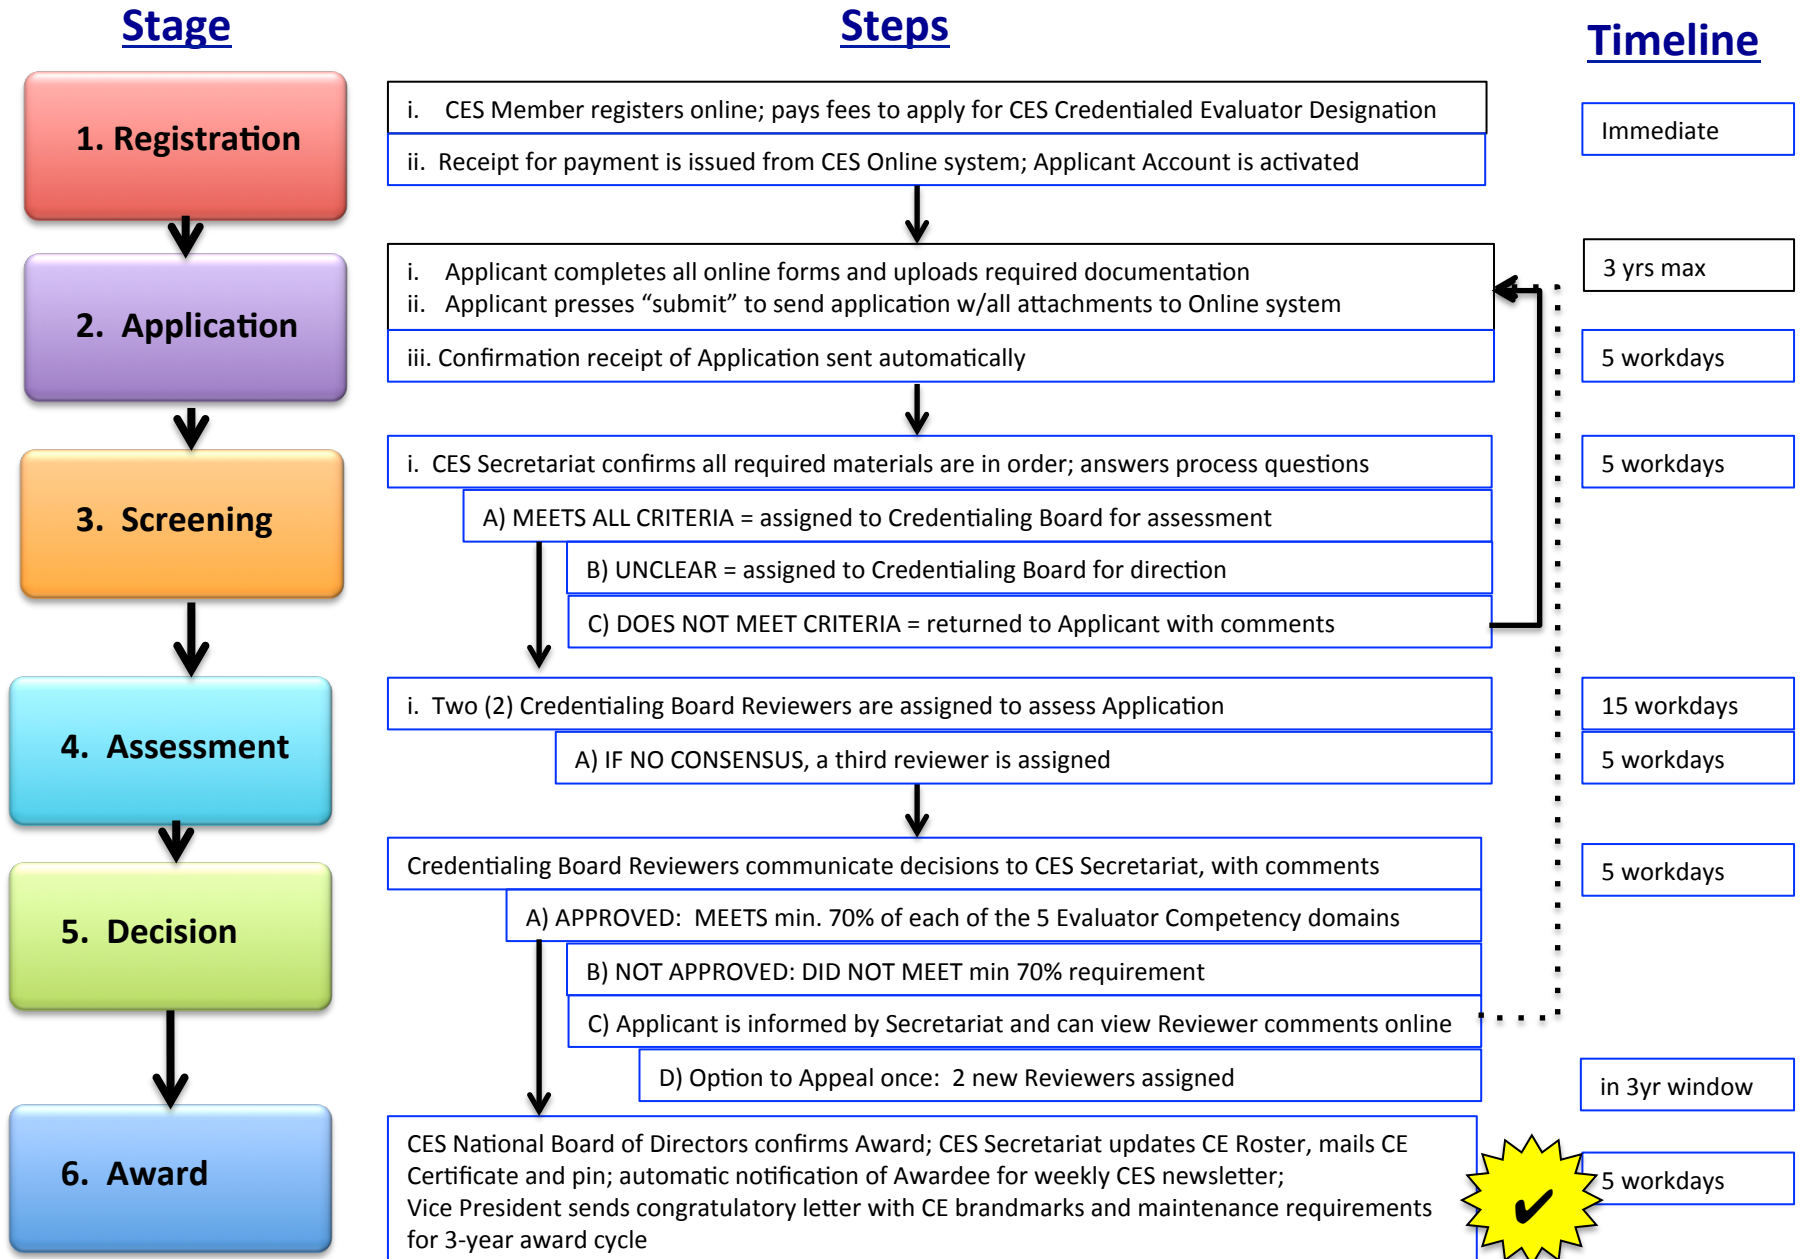 Stage
Steps
Timeline
1. Registration
i. CES Member registers online; pays fees to apply for CES Credentialed Evaluator Designation
ii. Receipt for payment is issued from CES Online system; Applicant Account is activated
Immediate
2. Application
i. Applicant completes all online forms and uploads required documentation
ii. Applicant presses “submit” to send application w/all attachments to Online system
iii. Confirmation receipt of Application sent automatically
3 yrs max
5 workdays
3. Screening
i. CES Secretariat confirms all required materials are in order; answers process questions
A) MEETS ALL CRITERIA = assigned to Credentialing Board for assessment
B) UNCLEAR = assigned to Credentialing Board for direction
C) DOES NOT MEET CRITERIA = returned to Applicant with comments
5 workdays
4. Assessment
i. Two (2) Credentialing Board Reviewers are assigned to assess Application
A) IF NO CONSENSUS, a third reviewer is assigned
15 workdays
5 workdays
5. Decision
Credentialing Board Reviewers communicate decisions to CES Secretariat, with comments
A) APPROVED: MEETS min. 70% of each of the 5 Evaluator Competency domains
B) NOT APPROVED: DID NOT MEET min 70% requirement
C) Applicant is informed by Secretariat and can view Reviewer comments online
D) Option to Appeal once: 2 new Reviewers assigned
5 workdays
in 3yr window
6. Award
CES National Board of Directors confirms Award; CES Secretariat updates CE Roster, mails CE
Certificate and pin; automatic notification of Awardee for weekly CES newsletter;
Vice President sends congratulatory letter with CE brandmarks and maintenance requirements
for 3-year award cycle
5 workdays